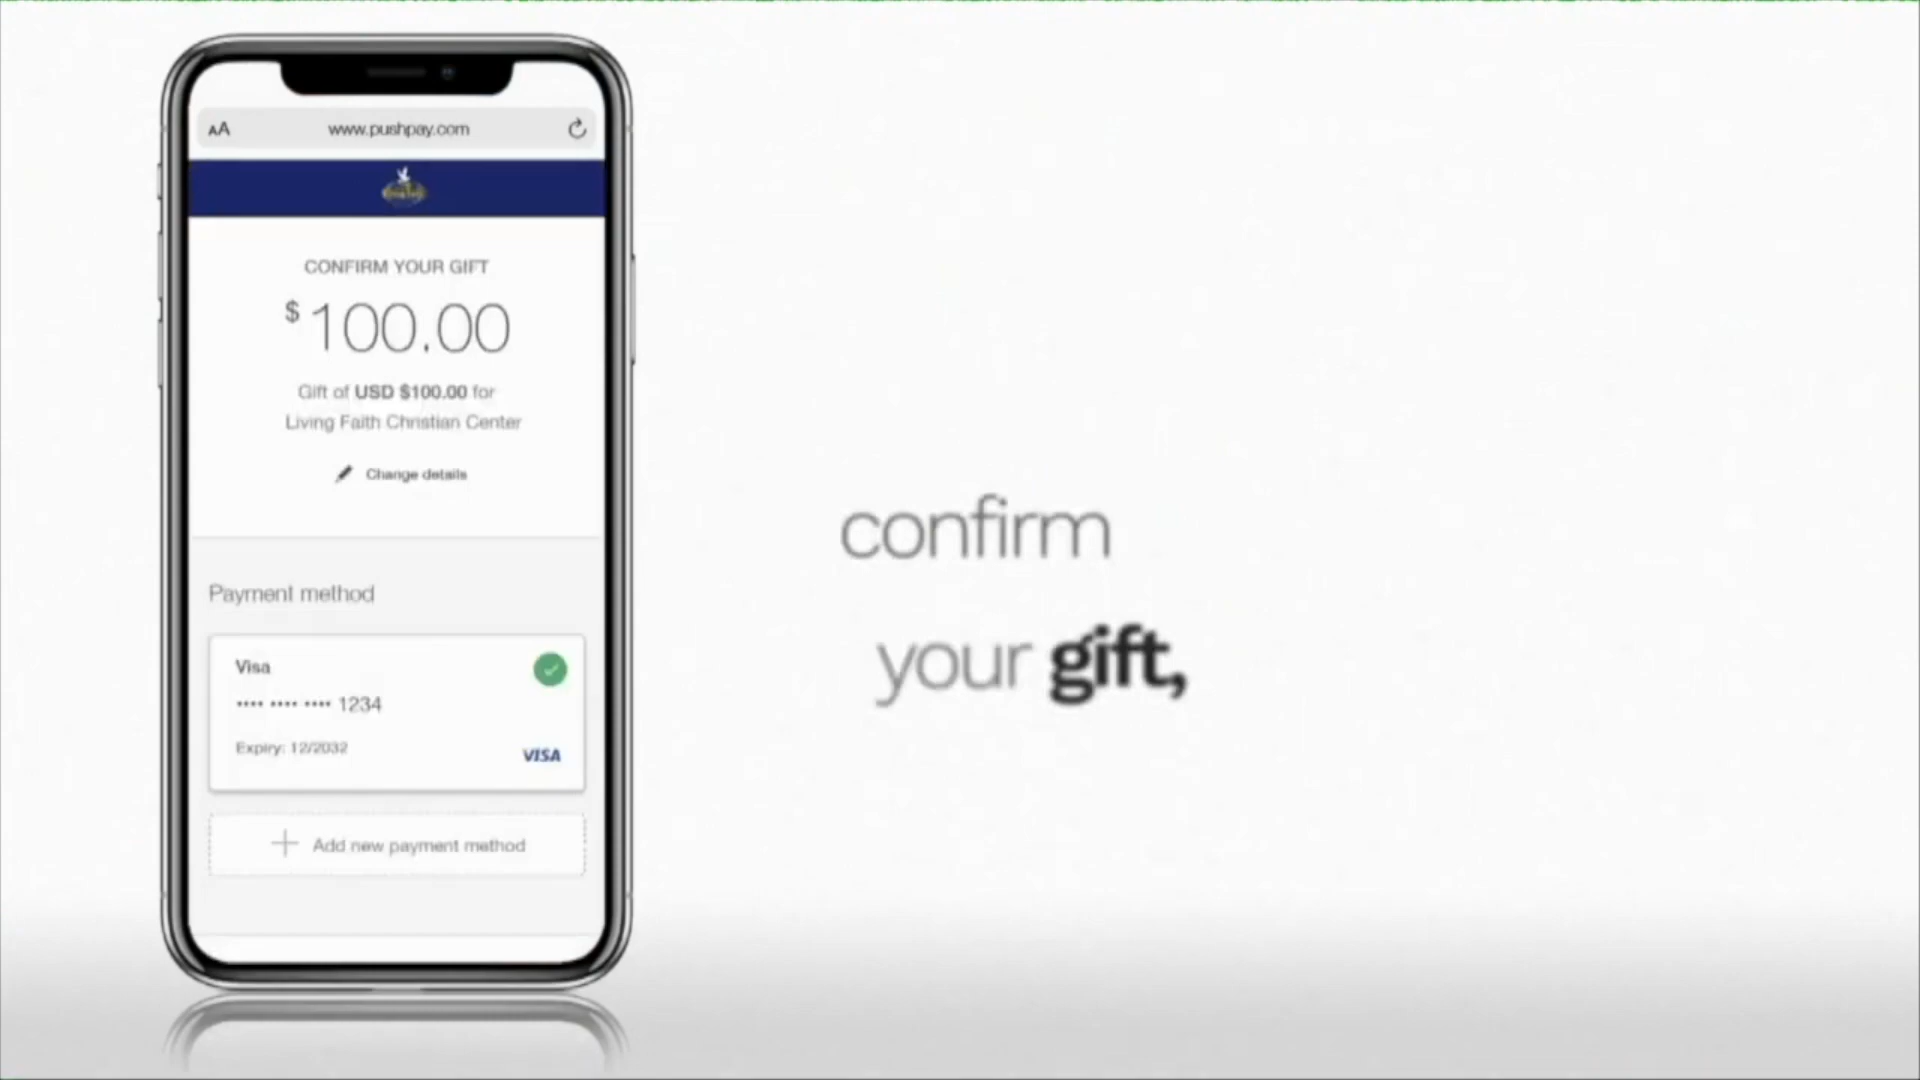 AA www.pushpay.com
CONFIRM YOUR GIFT
$100.00
Gift of USD $100.00 for
Living Faith Christian Center
Change details
Payment method
Visa
•••• •••• •••• 1234
Expiry: 12/2032
VISA
Add new payment method
confirm
your gift,